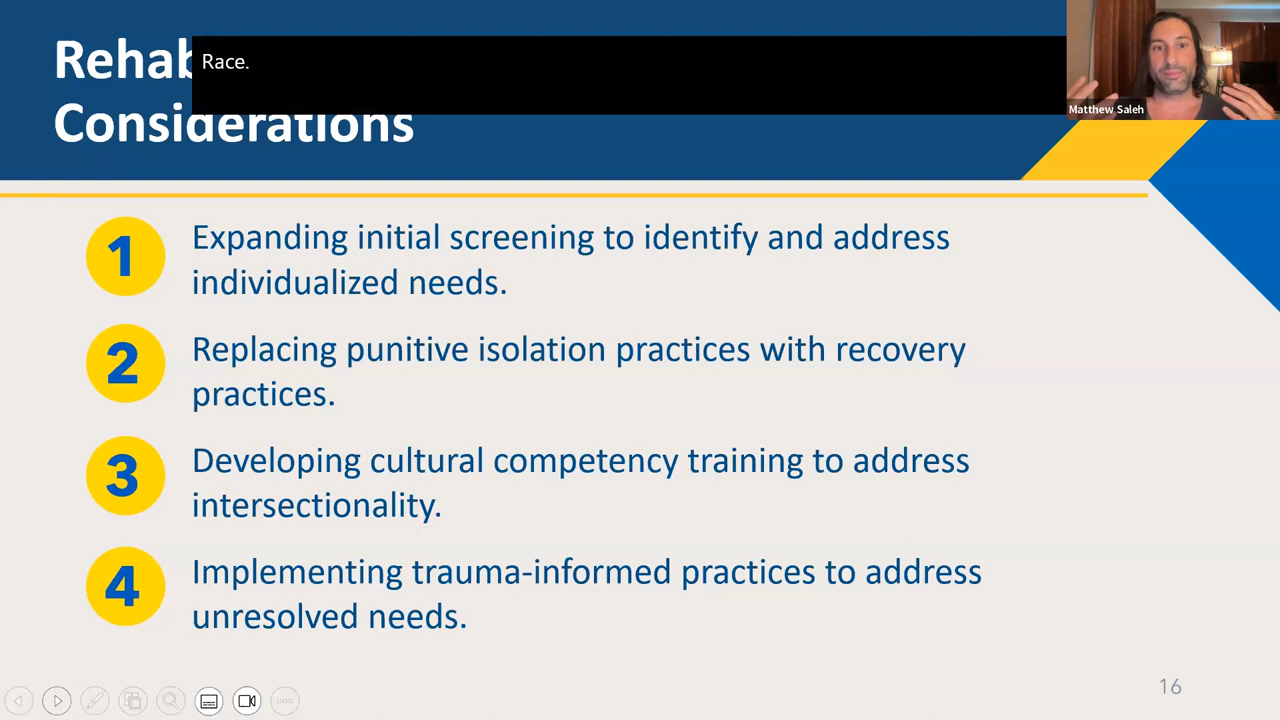 Rehab
Race.
Matthew Saleh
Considerations
1
Expanding initial screening to identify and address
individualized needs.
2
Replacing punitive isolation practices with recovery
practices.
3
Developing cultural competency training to address
intersectionality.
4
Implementing trauma-informed practices to address
unresolved needs.
16